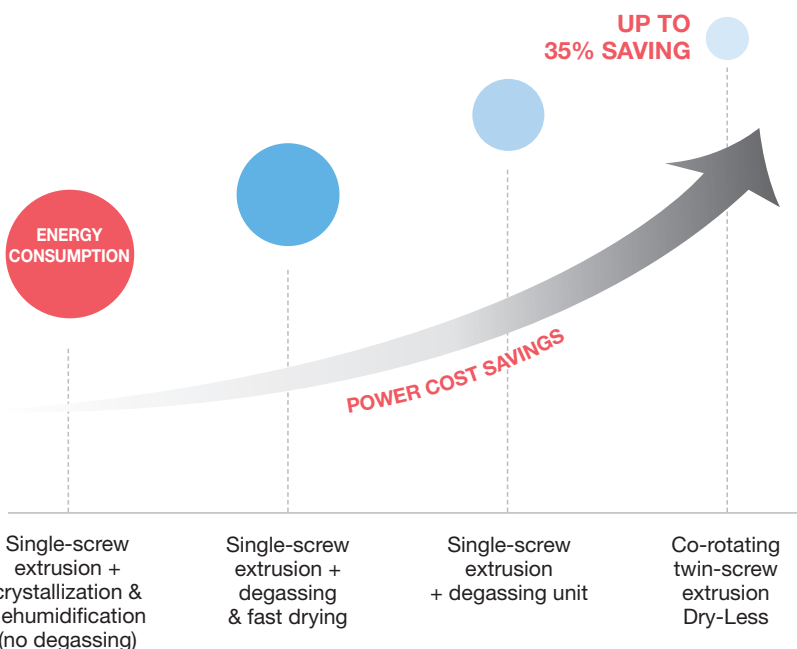 UP TO
35% SAVING
ENERGY
CONSUMPTION
POWER COST SAVINGS
Single-screw
extrusion +
crystallization &
ehumidification
(no degassing)
Single-screw
extrusion +
degassing
& fast drying
Single-screw
extrusion
+ degassing unit
Co-rotating
twin-screw
extrusion
Dry-Less